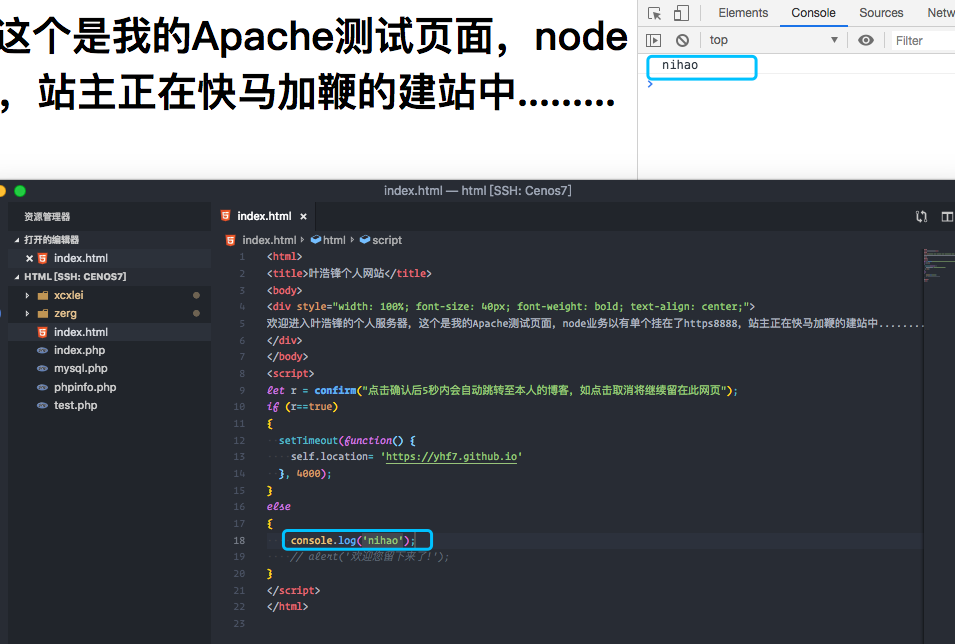 这个是我的Apache测试页面，node
，站主正在快马加鞭的建站中.........
Elements Console Sources Netw
top Filter
nihao
index.html — html [SSH: Cenos7]
资源管理器
打开的编辑器
index.html
HTML [SSH: CENOS7]
xcxlei
zerg
index.html
index.php
mysql.php
phpinfo.php
test.php
index.html
index.html html script
1 <html>
2 <title>叶浩锋个人网站</title>
3 <body>
4 <div style="width: 100%; font-size: 40px; font-weight: bold; text-align: center;">
5 欢迎进入叶浩锋的个人服务器，这个是我的Apache测试页面，node业务以有单个挂在了https8888，站主正在快马加鞭的建站中........
6 </div>
7 </body>
8 <script>
9 let r = confirm("点击确认后5秒内会自动跳转至本人的博客，如点击取消将继续留在此网页");
10 if (r==true)
11 {
12 setTimeout(function() {
13 self.location= 'https://yhf7.github.io'
14 }, 4000);
15 }
16 else
17 {
18 console.log('nihao');
19 // alert('欢迎您留下来了!');
20 }
21 </script>
22 </html>
23